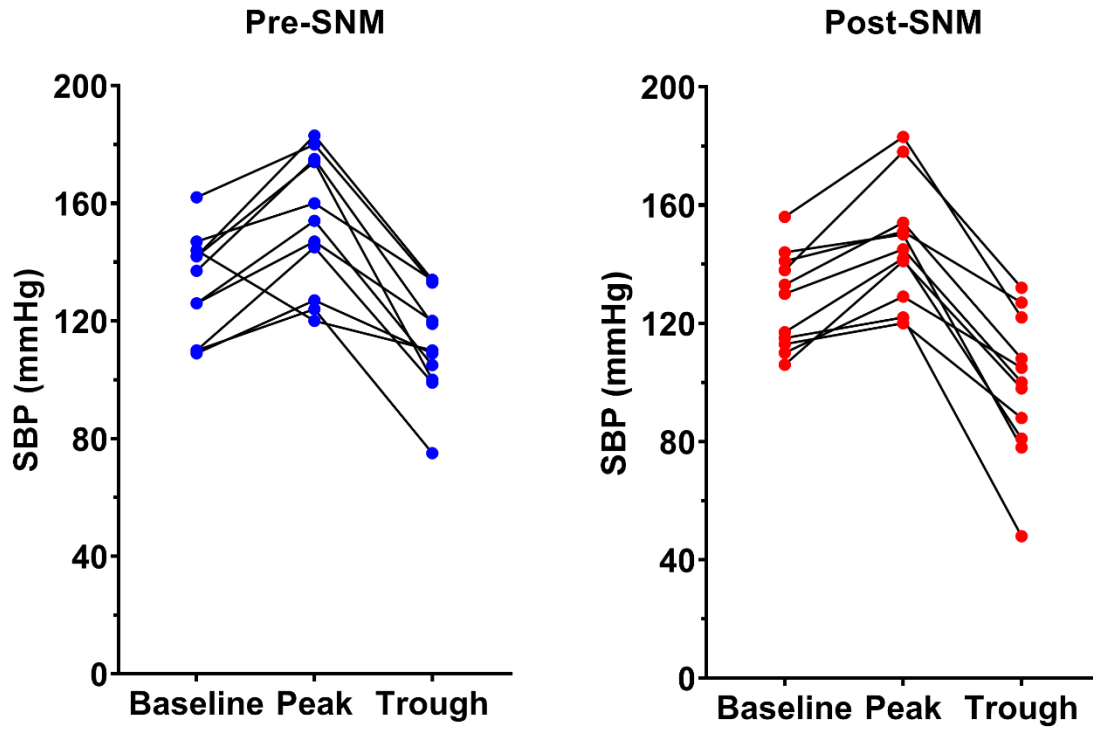 Pre-SNM
SBP (mmHg)
200
160
120
80
40
0
Baseline Peak Trough
Post-SNM
SBP (mmHg)
200
160
120
80
40
0
Baseline Peak Trough